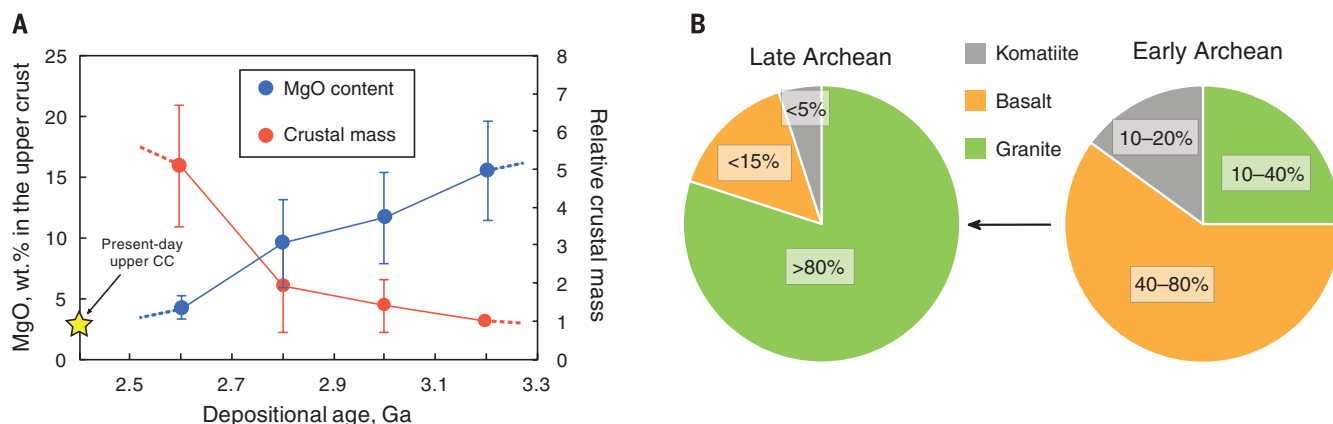 A
25
20
15
10
5
0
MgO, wt.% in the upper crust
MgO content
Crustal mass
Present-day
upper CC
8
7
6
5
4
3
2
1
0
Relative crustal mass
2.5
2.7
2.9
3.1
3.3
Depositional age, Ga
B
Late Archean
<5%
<15%
>80%
Komatiite
Basalt
Granite
Early Archean
10–20%
10–40%
40–80%